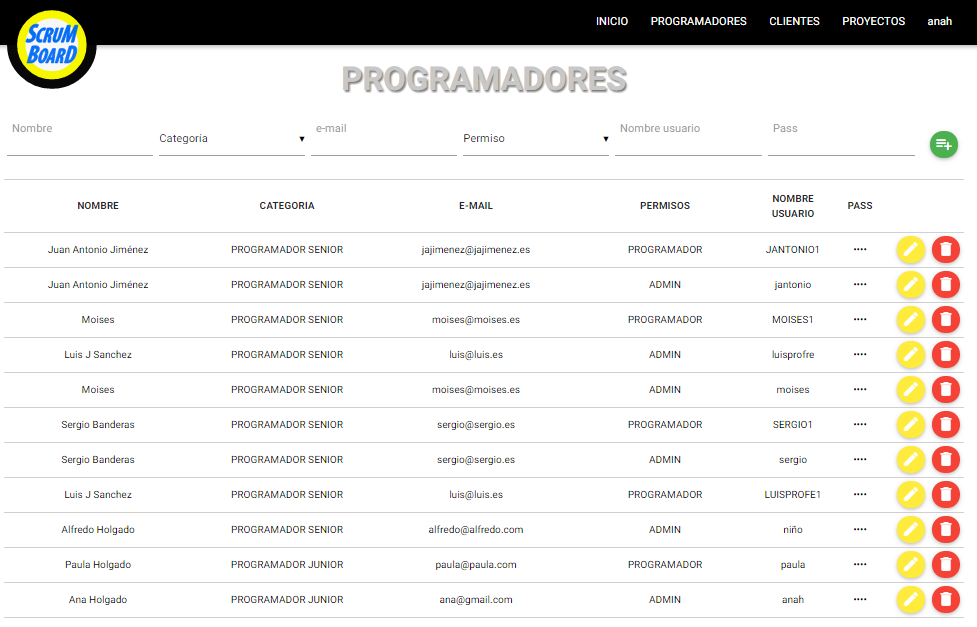 SCRUM
BOARD
INICIO PROGRAMADORES CLIENTES PROYECTOS anah
PROGRAMADORES
Nombre Categoría e-mail Permiso Nombre usuario Pass
NOMBRE CATEGORIA E-MAIL PERMISOS NOMBRE USUARIO PASS
Juan Antonio Jiménez PROGRAMADOR SENIOR jajimenez@jajimenez.es PROGRAMADOR JANTONIO1 ····
Juan Antonio Jiménez PROGRAMADOR SENIOR jajimenez@jajimenez.es ADMIN jantonio ····
Moises PROGRAMADOR SENIOR moises@moises.es PROGRAMADOR MOISES1 ····
Luis J Sanchez PROGRAMADOR SENIOR luis@luis.es ADMIN luisprofre ····
Moises PROGRAMADOR SENIOR moises@moises.es ADMIN moises ····
Sergio Banderas PROGRAMADOR SENIOR sergio@sergio.es PROGRAMADOR SERGIO1 ····
Sergio Banderas PROGRAMADOR SENIOR sergio@sergio.es ADMIN sergio ····
Luis J Sanchez PROGRAMADOR SENIOR luis@luis.es PROGRAMADOR LUISPROFE1 ····
Alfredo Holgado PROGRAMADOR SENIOR alfredo@alfredo.com ADMIN niño ····
Paula Holgado PROGRAMADOR JUNIOR paula@paula.com PROGRAMADOR paula ····
Ana Holgado PROGRAMADOR JUNIOR ana@gmail.com ADMIN anah ····